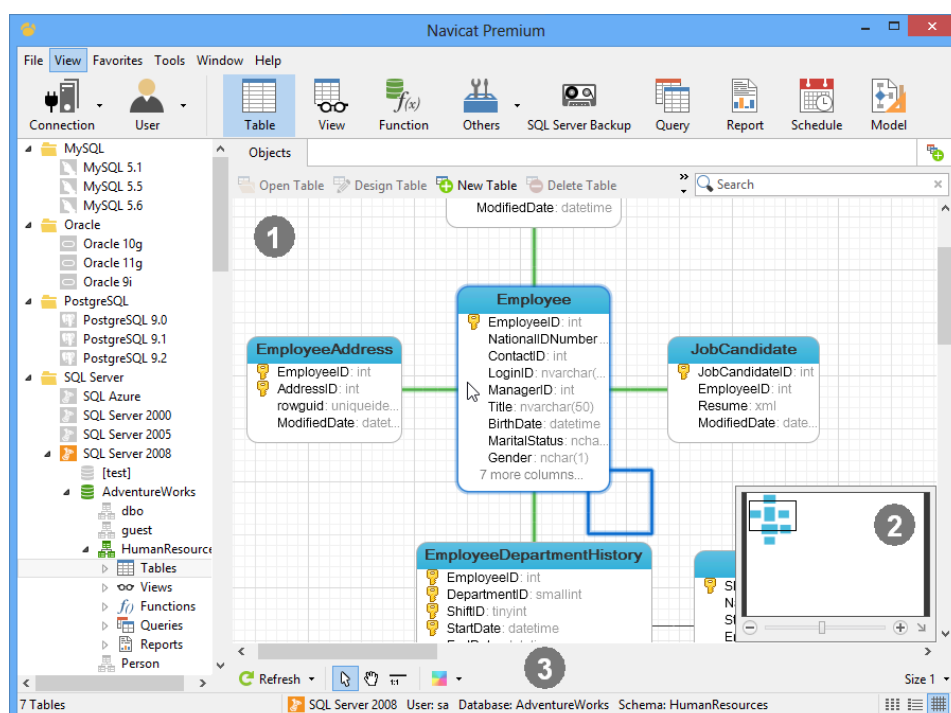 Navicat Premium
File View Favorites Tools Window Help
Connection User Table View Function Others SQL Server Backup Query Report Schedule Model
MySQL
MySQL 5.1
MySQL 5.5
MySQL 5.6
Oracle
Oracle 10g
Oracle 11g
Oracle 9i
PostgreSQL
PostgreSQL 9.0
PostgreSQL 9.1
PostgreSQL 9.2
SQL Server
SQL Azure
SQL Server 2000
SQL Server 2005
SQL Server 2008
[test]
AdventureWorks
dbo
guest
HumanResource
Tables
Views
Functions
Queries
Reports
Person
Objects
Open Table Design Table New Table Delete Table » Search
1
ModifiedDate: datetime
Employee
EmployeeID: int
NationalIDNumber...
ContactID: int
LoginID: nvarchar(...
ManagerID: int
Title: nvarchar(50)
BirthDate: datetime
MaritalStatus: ncha...
Gender: nchar(1)
7 more columns...
EmployeeAddress
EmployeeID: int
AddressID: int
rowguid: uniqueide...
ModifiedDate: datet...
JobCandidate
JobCandidateID: int
EmployeeID: int
Resume: xml
ModifiedDate: date...
EmployeeDepartmentHistory
EmployeeID: int
DepartmentID: smallint
ShiftID: tinyint
StartDate: datetime
2
3
Refresh 1:1 Size 1
7 Tables SQL Server 2008 User: sa Database: AdventureWorks Schema: HumanResources